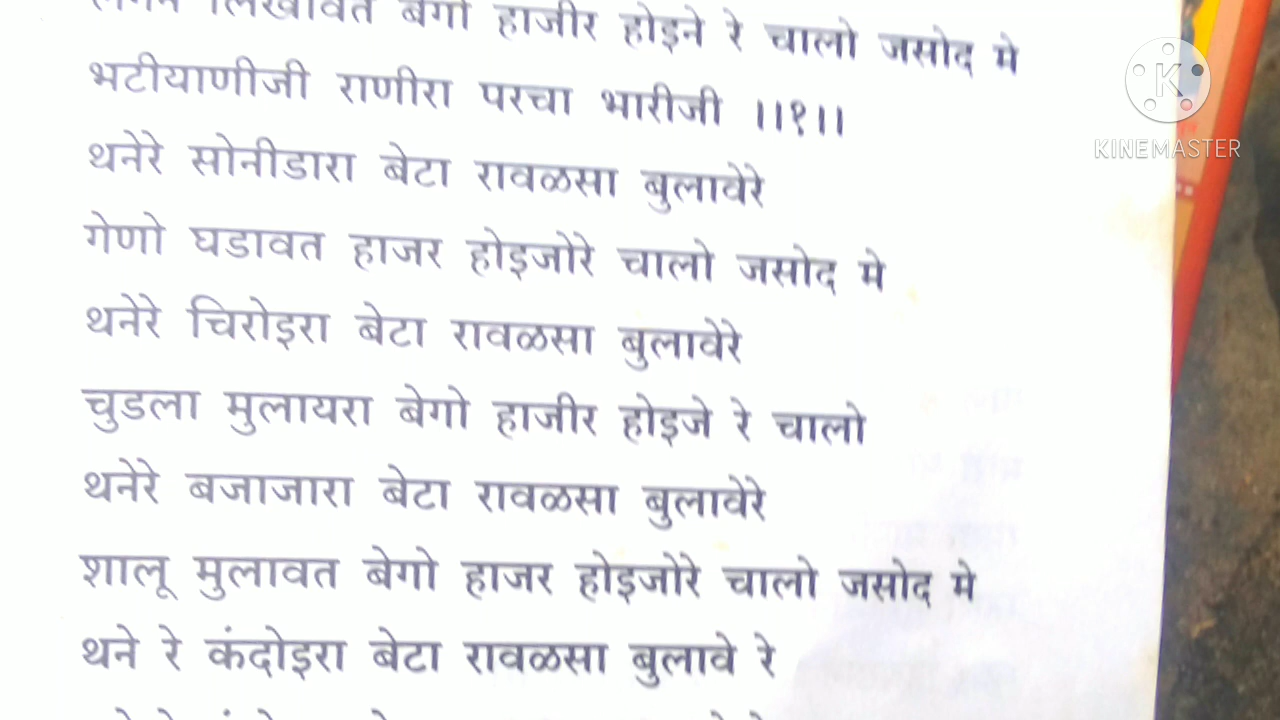 लिखावत बेगो हाजीर होइने रे चालो जसोद मे
भटीयाणीजी राणीरा परचा भारीजी ।।१।।
थनेरे सोनीडारा बेटा रावळसा बुलावेरे
गेणो घडावत हाजर होइजोरे चालो जसोद मे
थनेरे चिरोइरा बेटा रावळसा बुलावेरे
चुडला मुलायरा बेगो हाजीर होइजे रे चालो
थनेरे बजाजारा बेटा रावळसा बुलावेरे
शालू मुलावत बेगो हाजर होइजोरे चालो जसोद मे
थने रे कंदोइरा बेटा रावळसा बुलावे रे
K
KINEMASTER